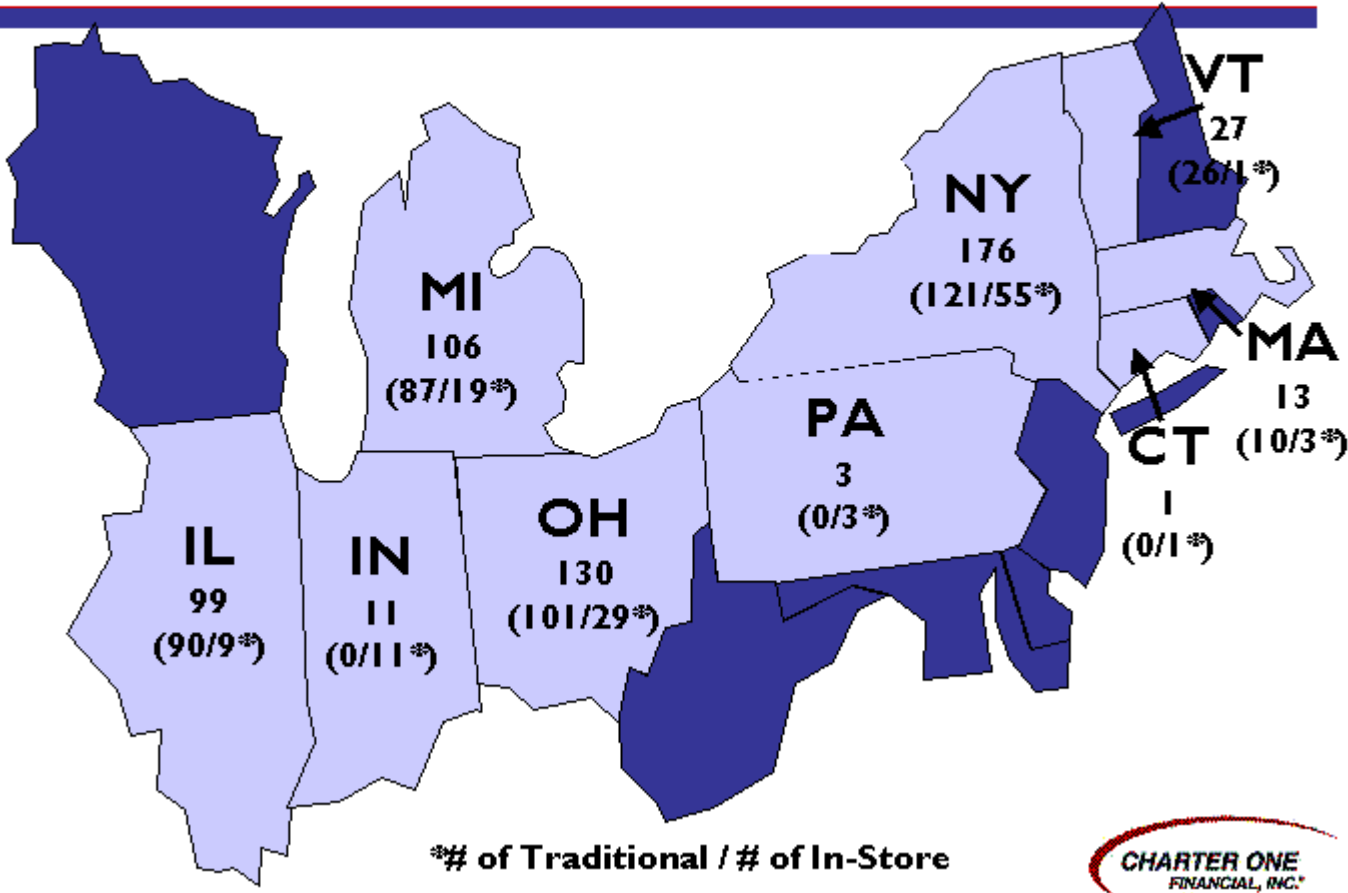 VT
27
(26/1*)
NY
176
(121/55*)
MI
106
(87/19*)
MA
13
(10/3*)
PA
3
(0/3*)
CT
1
(0/1*)
OH
130
(101/29*)
IL
99
(90/9*)
IN
11
(0/11*)
*# of Traditional / # of In-Store
CHARTER ONE
FINANCIAL, INC.